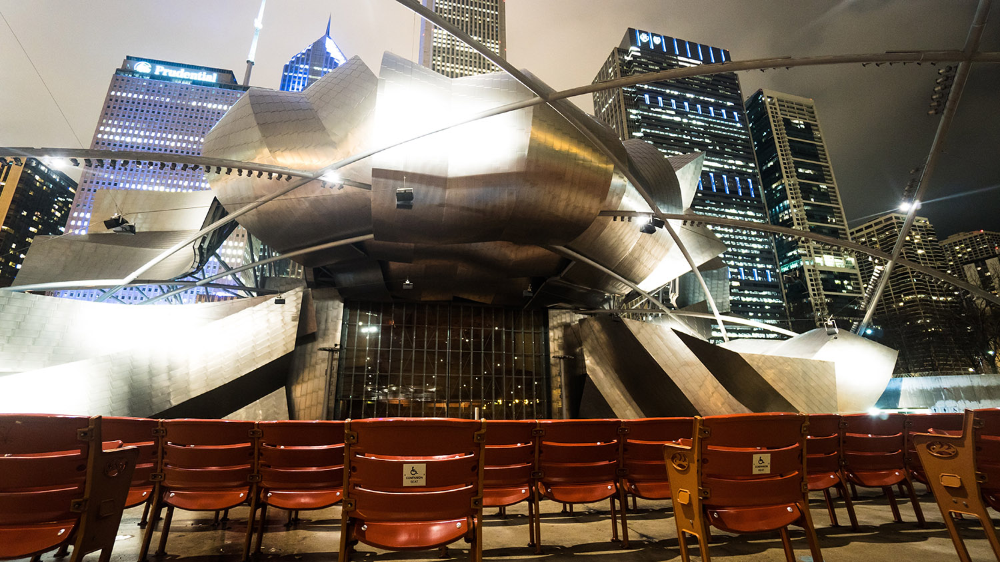 Prudential
COMPANION
SEAT
COMPANION
SEAT